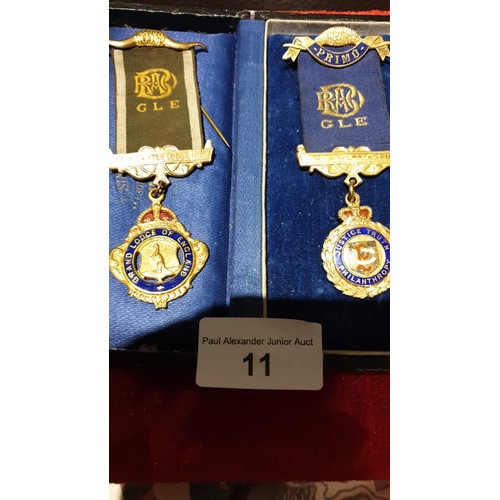 RAOB
GLE
GRAND LODGE OF ENGLAND
PRIMO
RAOB
GLE
JUSTICE TRUTH
PHILANTHROPY
Paul Alexander Junior Auct
11